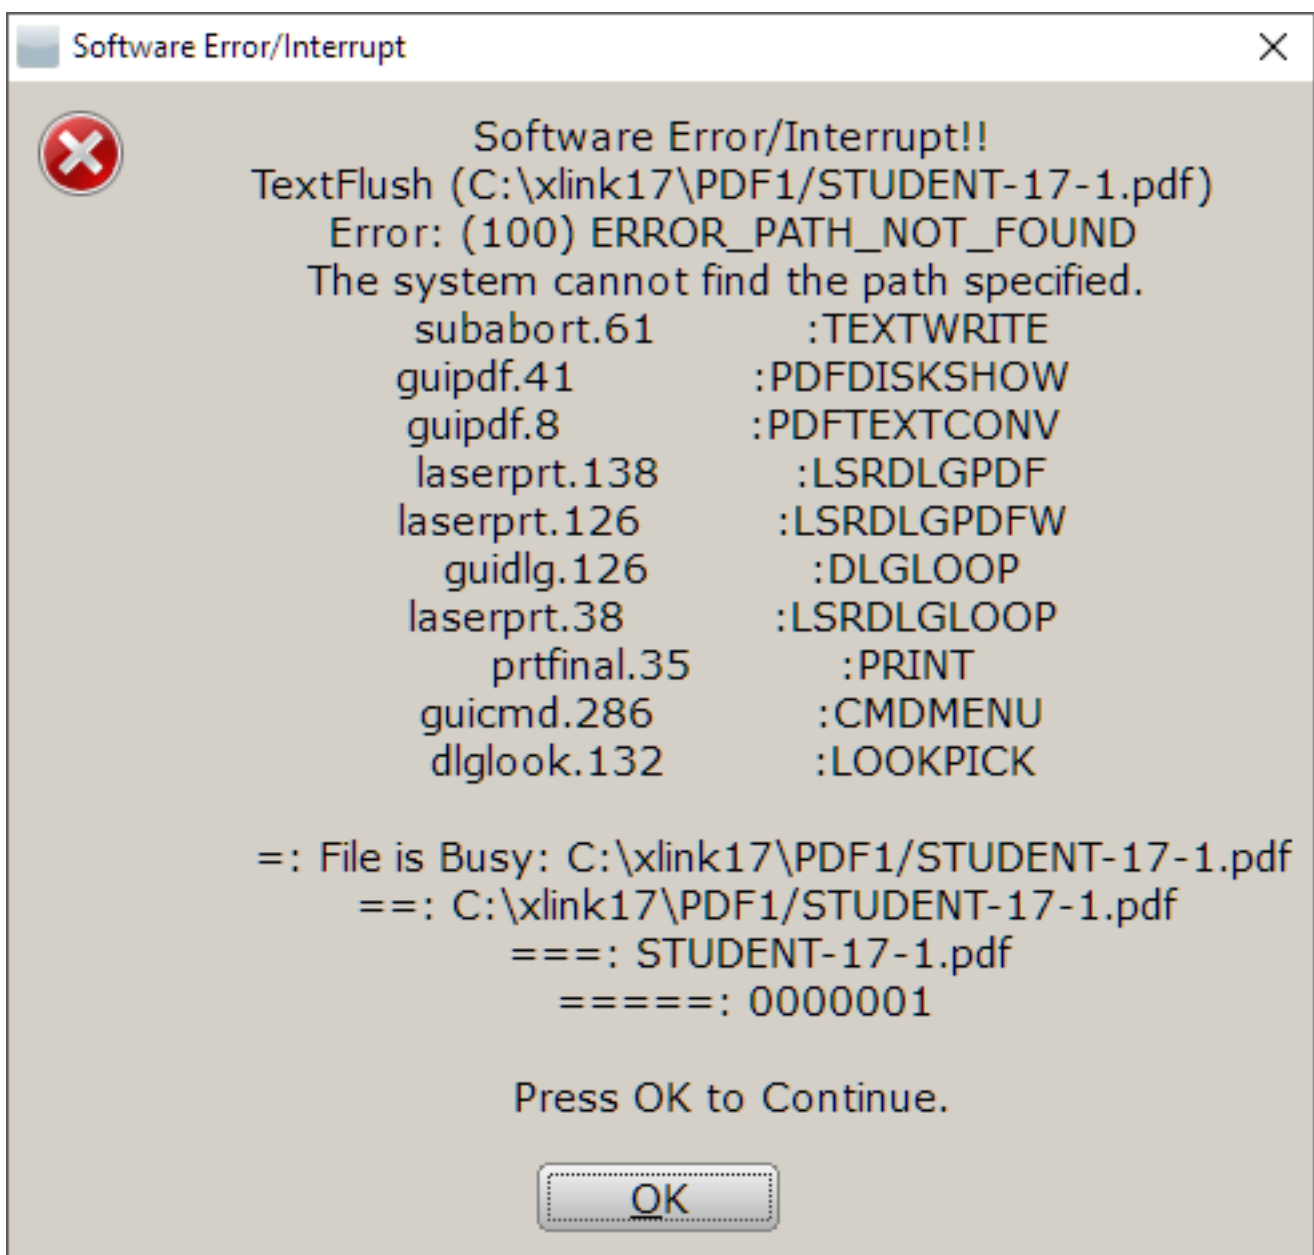 Software Error/Interrupt
Software Error/Interrupt!!
TextFlush (C:\xlink17\PDF1/STUDENT-17-1.pdf)
Error: (100) ERROR_PATH_NOT_FOUND
The system cannot find the path specified.
subabort.61 :TEXTWRITE
guipdf.41 :PDFDISKSHOW
guipdf.8 :PDFTEXTCONV
laserprt.138 :LSRDLGPDF
laserprt.126 :LSRDLGPDFW
guidlg.126 :DLGLOOP
laserprt.38 :LSRDLGLOOP
prtfinal.35 :PRINT
guicmd.286 :CMDMENU
dlglook.132 :LOOKPICK
=: File is Busy: C:\xlink17\PDF1/STUDENT-17-1.pdf
==: C:\xlink17\PDF1/STUDENT-17-1.pdf
===: STUDENT-17-1.pdf
=====: 0000001
Press OK to Continue.
OK